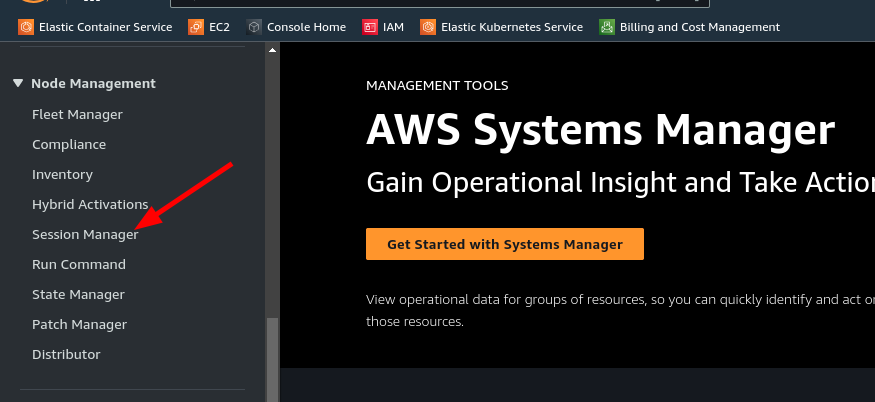 Elastic Container Service EC2 Console Home IAM Elastic Kubernetes Service Billing and Cost Management
Node Management
Fleet Manager
Compliance
Inventory
Hybrid Activations
Session Manager
Run Command
State Manager
Patch Manager
Distributor
MANAGEMENT TOOLS
AWS Systems Manager
Gain Operational Insight and Take Action
Get Started with Systems Manager
View operational data for groups of resources, so you can quickly identify and act on
those resources.